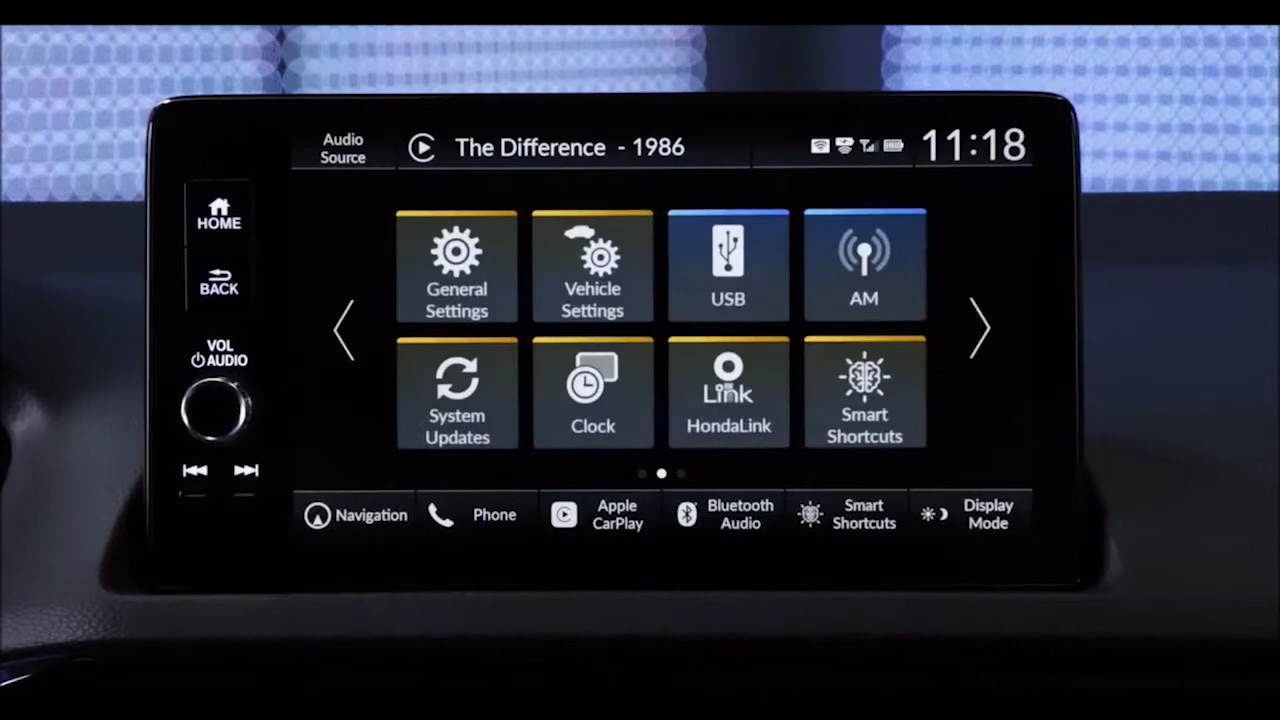 Audio
Source
The Difference - 1986
11:18
HOME
BACK
VOL
AUDIO
General
Settings
Vehicle
Settings
USB
AM
System
Updates
Clock
Link
HondaLink
Smart
Shortcuts
Navigation
Phone
Apple
CarPlay
Bluetooth
Audio
Smart
Shortcuts
Display
Mode